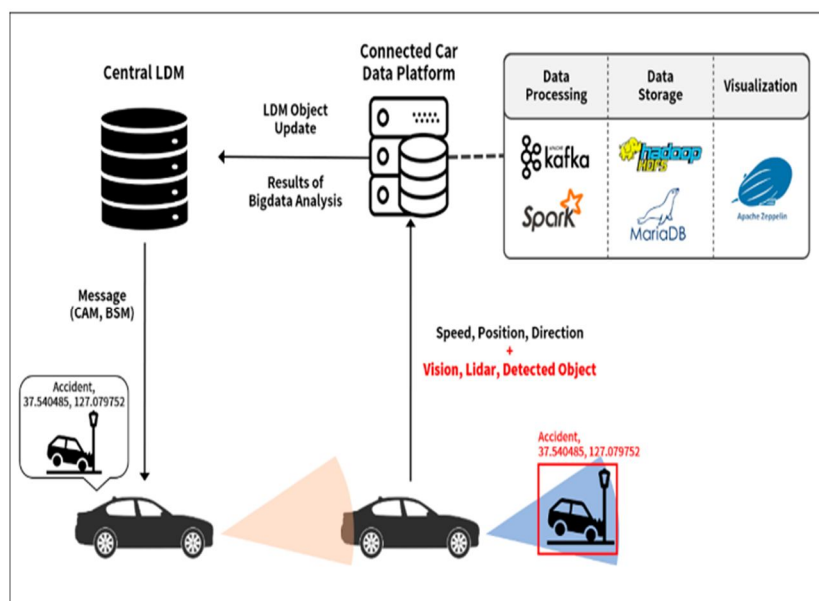 Central LDM
Connected Car
Data Platform
LDM Object
Update
Results of
Bigdata Analysis
Data
Processing
Data
Storage
Visualization
APACHE
kafka
Spark
hadoop
HDFS
MariaDB
Apache Zeppelin
Message
(CAM, BSM)
Speed, Position, Direction
+
Vision, Lidar, Detected Object
Accident,
37.540485, 127.079752
Accident,
37.540485, 127.079752